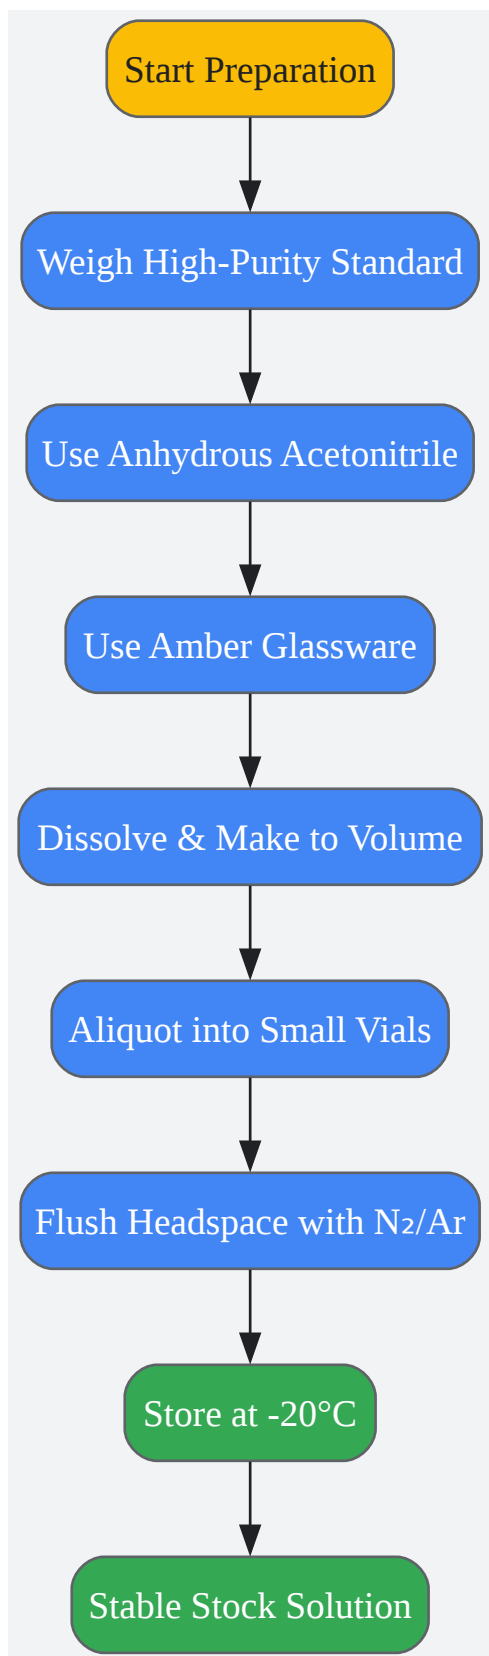 Start Preparation
Weigh High-Purity Standard
Use Anhydrous Acetonitrile
Use Amber Glassware
Dissolve & Make to Volume
Aliquot into Small Vials
Flush Headspace with N₂/Ar
Store at -20°C
Stable Stock Solution